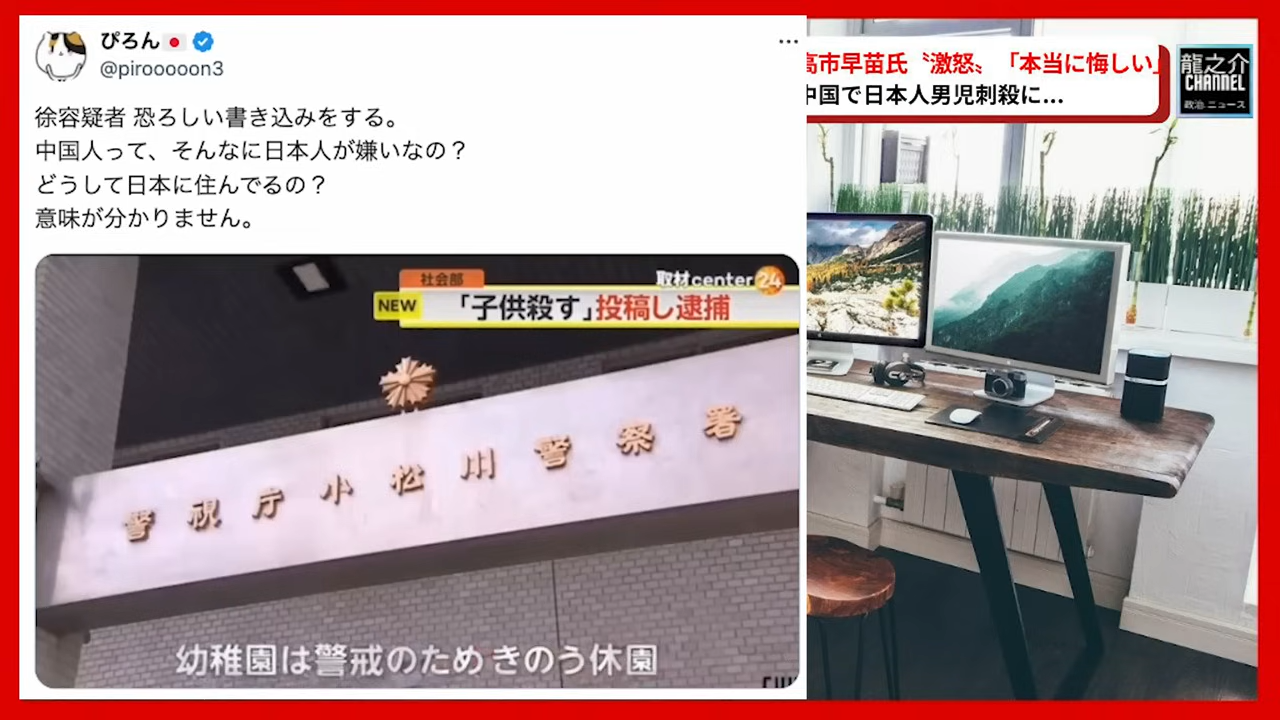 ぴろん🇯🇵
@pirooooon3
徐容疑者 恐ろしい書き込みをする。
中国人って、そんなに日本人が嫌いなの？
どうして日本に住んでるの？
意味が分かりません。
社会部
取材center24
NEW
「子供殺す」投稿し逮捕
警視庁小松川警察署
幼稚園は警戒のためきのう休園
高市早苗氏〝激怒〟「本当に悔しい」
中国で日本人男児刺殺に...
龍之介
CHANNEL
政治ニュース